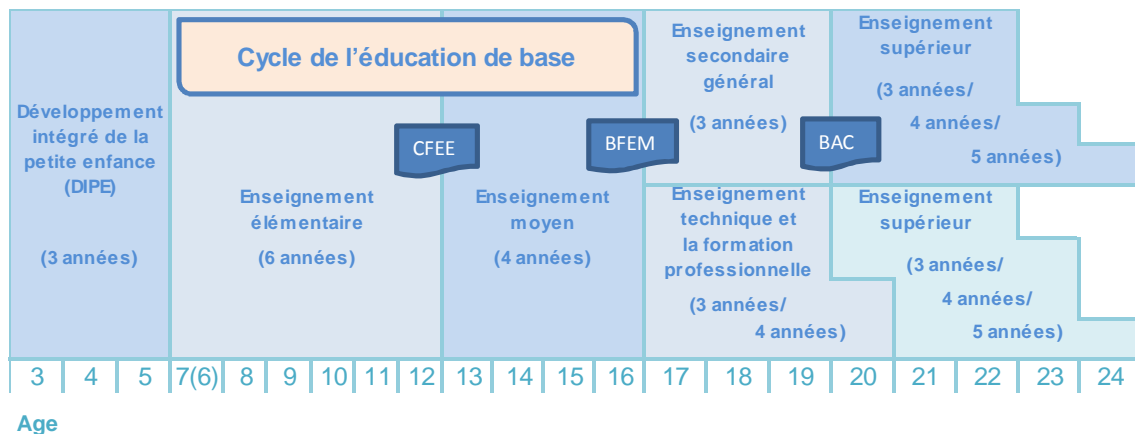 Cycle de l’éducation de base
Développement
intégré de la
petite enfance
(DIPE)
(3 années)
Enseignement
élémentaire
(6 années)
CFEE
Enseignement
moyen
(4 années)
BFEM
Enseignement
secondaire
général
(3 années)
BAC
Enseignement
technique et
la formation
professionnelle
(3 années/
4 années)
Enseignement
supérieur
(3 années/
4 années/
5 années)
Enseignement
supérieur
(3 années/
4 années/
5 années)
3 4 5 7(6) 8 9 10 11 12 13 14 15 16 17 18 19 20 21 22 23 24
Age